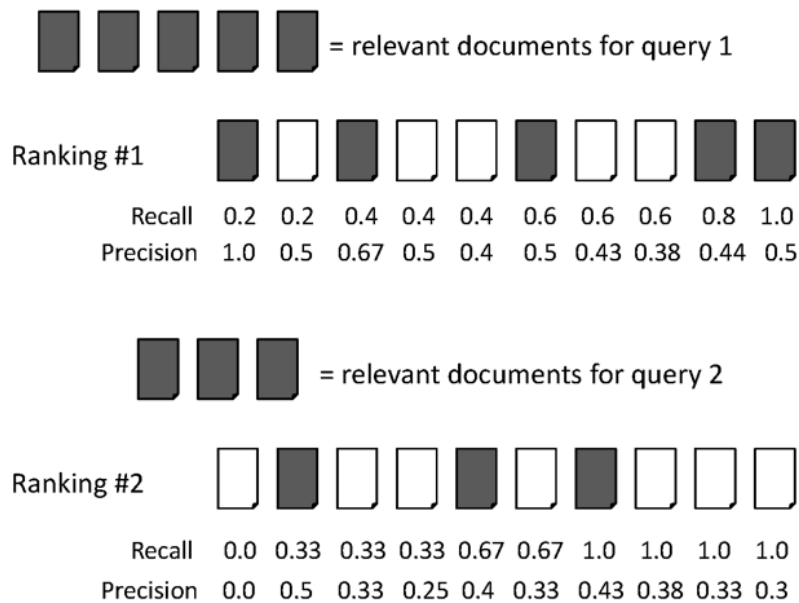 = relevant documents for query 1
Ranking #1
Recall 0.2 0.2 0.4 0.4 0.4 0.6 0.6 0.6 0.8 1.0
Precision 1.0 0.5 0.67 0.5 0.4 0.5 0.43 0.38 0.44 0.5
= relevant documents for query 2
Ranking #2
Recall 0.0 0.33 0.33 0.33 0.67 0.67 1.0 1.0 1.0 1.0
Precision 0.0 0.5 0.33 0.25 0.4 0.33 0.43 0.38 0.33 0.3